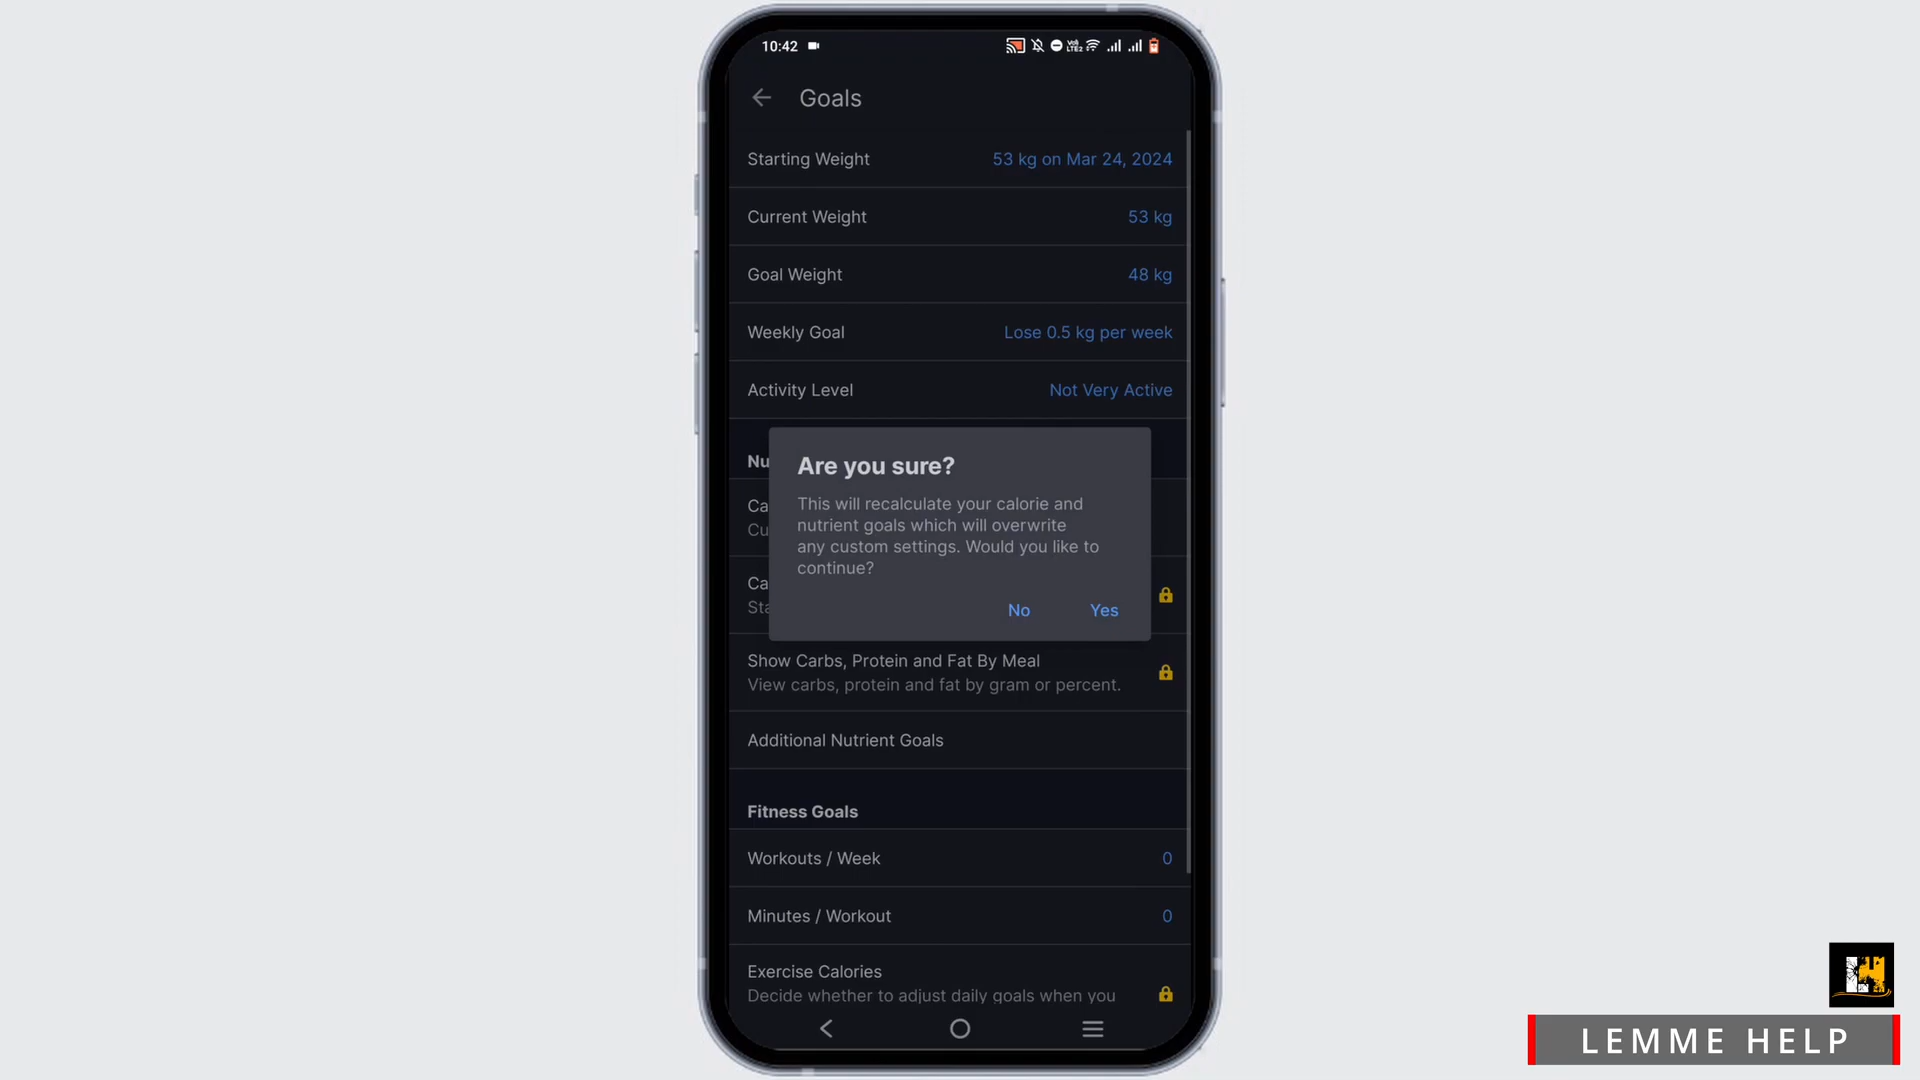 10:42
Goals
Starting Weight 53 kg on Mar 24, 2024
Current Weight 53 kg
Goal Weight 48 kg
Weekly Goal Lose 0.5 kg per week
Activity Level Not Very Active
Nu
Are you sure?
This will recalculate your calorie and
nutrient goals which will overwrite
any custom settings. Would you like to
continue?
No Yes
Ca
Cu
Ca
Sta
Show Carbs, Protein and Fat By Meal
View carbs, protein and fat by gram or percent.
Additional Nutrient Goals
Fitness Goals
Workouts / Week 0
Minutes / Workout 0
Exercise Calories
Decide whether to adjust daily goals when you
LEMME HELP